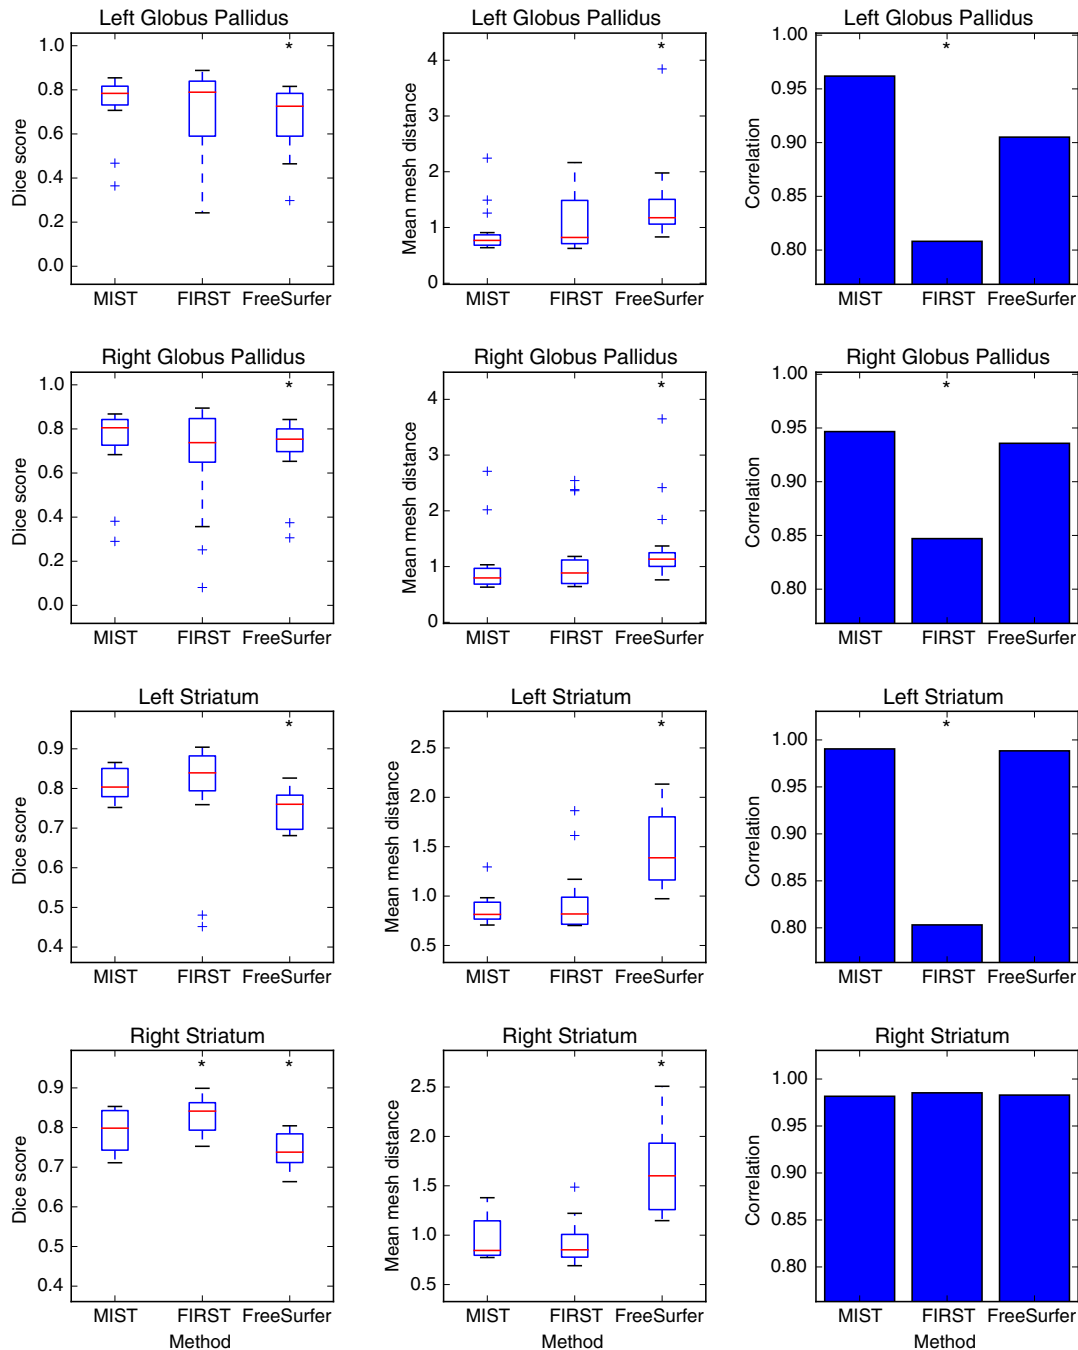 Left Globus Pallidus
Left Globus Pallidus
Left Globus Pallidus
1.0
0.8
0.6
0.4
0.2
0.0
Dice score
*
MIST FIRST FreeSurfer
4
3
2
1
0
Mean mesh distance
*
MIST FIRST FreeSurfer
1.00
0.95
0.90
0.85
0.80
Correlation
*
MIST FIRST FreeSurfer
Right Globus Pallidus
Right Globus Pallidus
Right Globus Pallidus
1.0
0.8
0.6
0.4
0.2
0.0
Dice score
*
MIST FIRST FreeSurfer
4
3
2
1
0
Mean mesh distance
*
MIST FIRST FreeSurfer
1.00
0.95
0.90
0.85
0.80
Correlation
*
MIST FIRST FreeSurfer
Left Striatum
Left Striatum
Left Striatum
0.9
0.8
0.7
0.6
0.5
0.4
Dice score
*
MIST FIRST FreeSurfer
2.5
2.0
1.5
1.0
0.5
Mean mesh distance
*
MIST FIRST FreeSurfer
1.00
0.95
0.90
0.85
0.80
Correlation
*
MIST FIRST FreeSurfer
Right Striatum
Right Striatum
Right Striatum
0.9
0.8
0.7
0.6
0.5
0.4
Dice score
* *
MIST FIRST FreeSurfer
Method
2.5
2.0
1.5
1.0
0.5
Mean mesh distance
*
MIST FIRST FreeSurfer
Method
1.00
0.95
0.90
0.85
0.80
Correlation
MIST FIRST FreeSurfer
Method